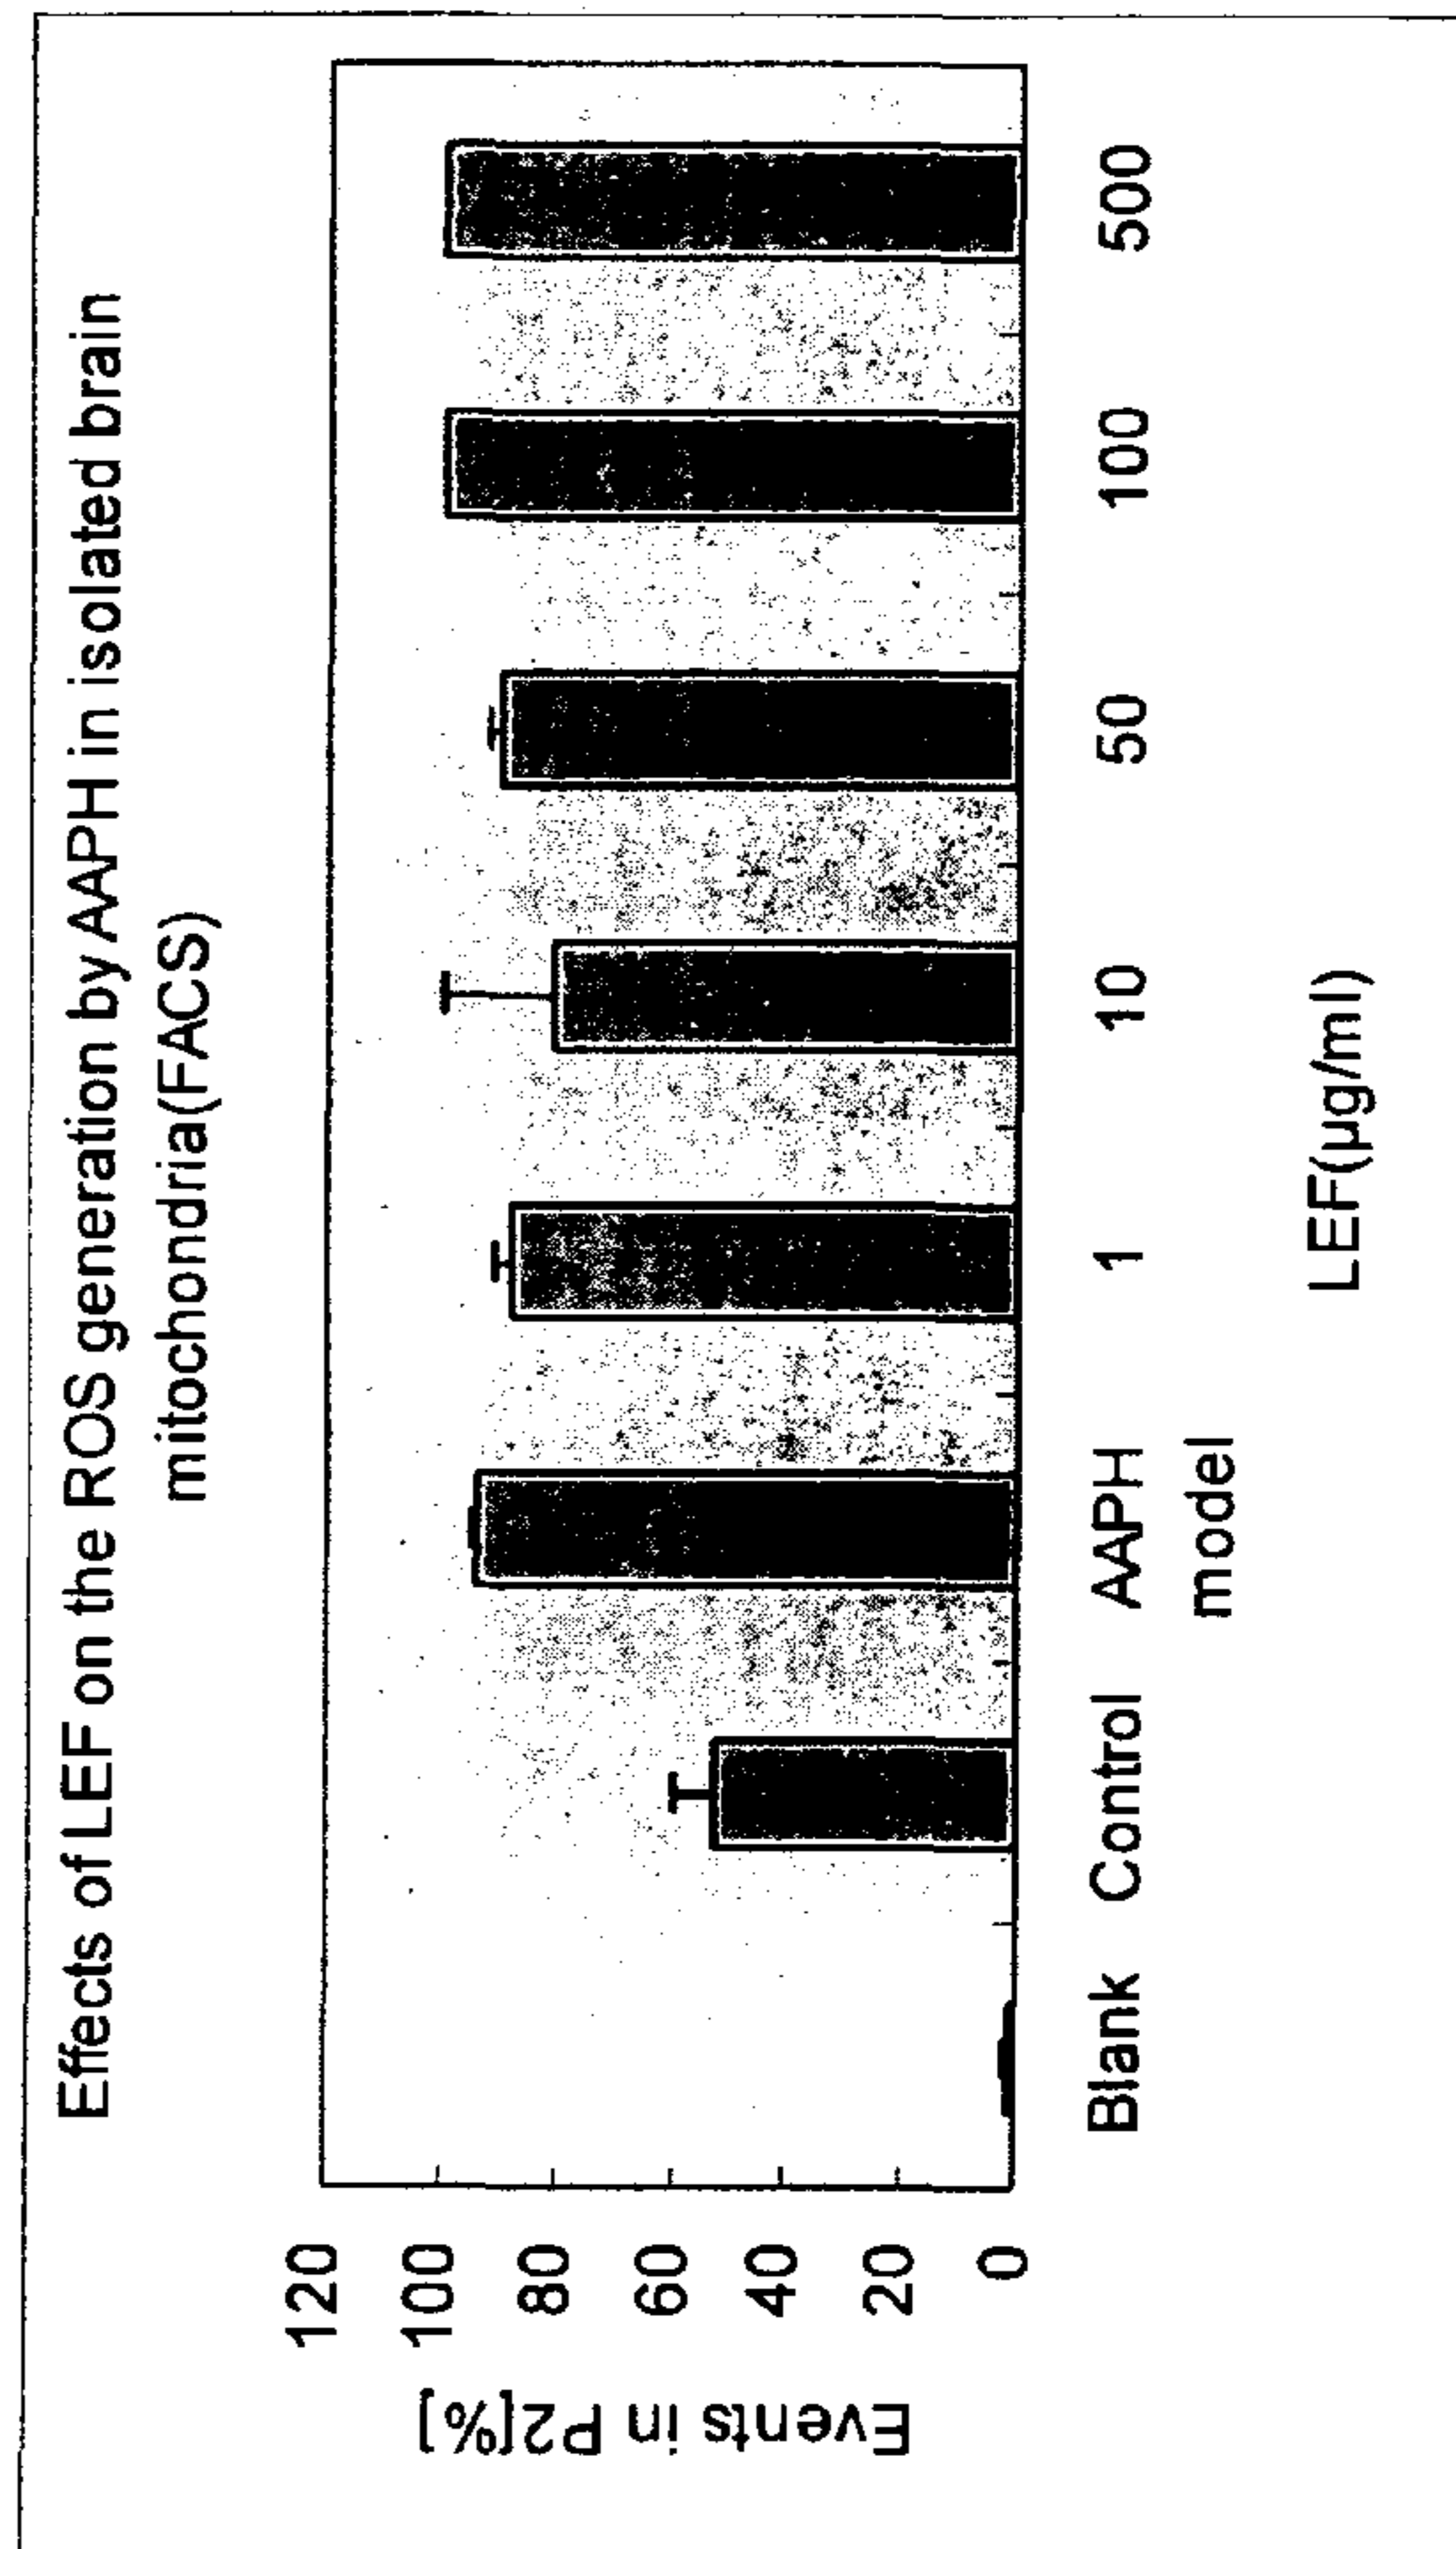 Effects of LEF on the ROS generation by AAPH in isolated brain
mitochondria(FACS)
Events in P2[%]
120
100
80
60
40
20
0
Blank Control AAPH 1 10 50 100 500
model
LEF(µg/ml)